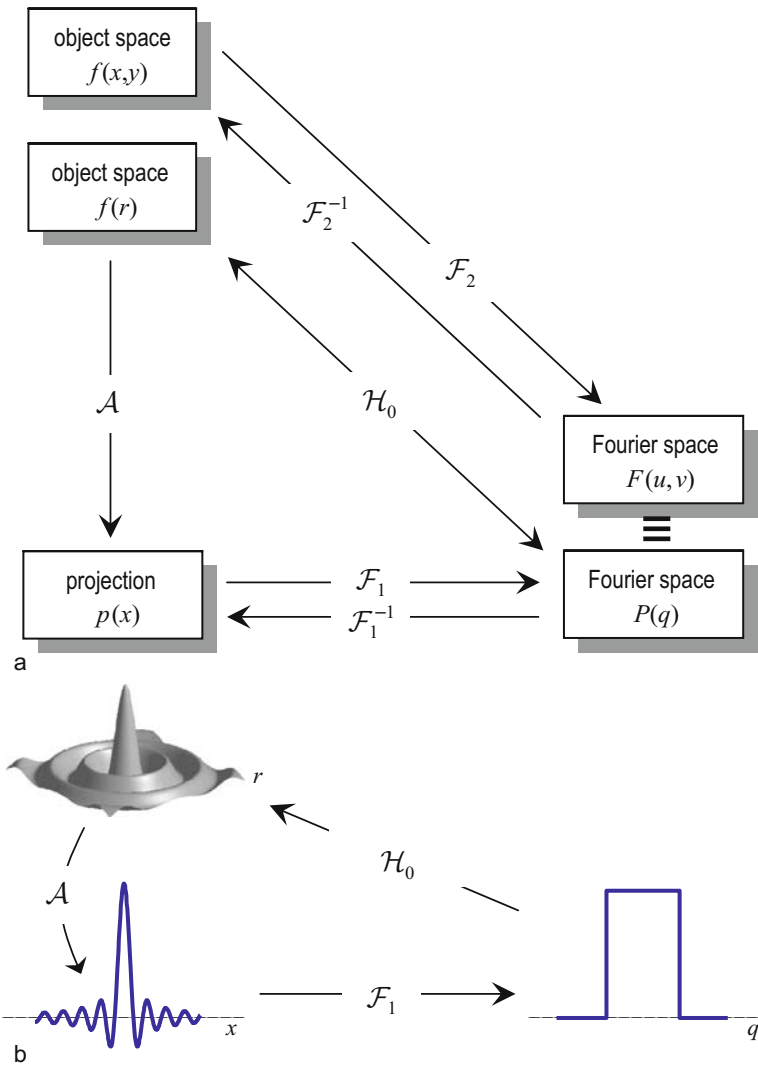 object space
f(x,y)
object space
f(r)
ℱ₂⁻¹
ℱ₂
𝒜
ℋ₀
Fourier space
F(u,v)
≡
projection
p(x)
ℱ₁
ℱ₁⁻¹
Fourier space
P(q)
a
r
ℋ₀
𝒜
ℱ₁
x
q
b